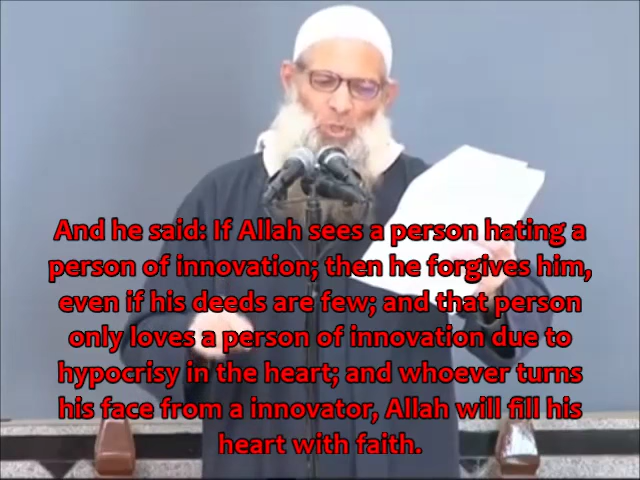 And he said: If Allah sees a person hating a
person of innovation; then he forgives him,
even if his deeds are few; and that person
only loves a person of innovation due to
hypocrisy in the heart; and whoever turns
his face from a innovator, Allah will fill his
heart with faith.